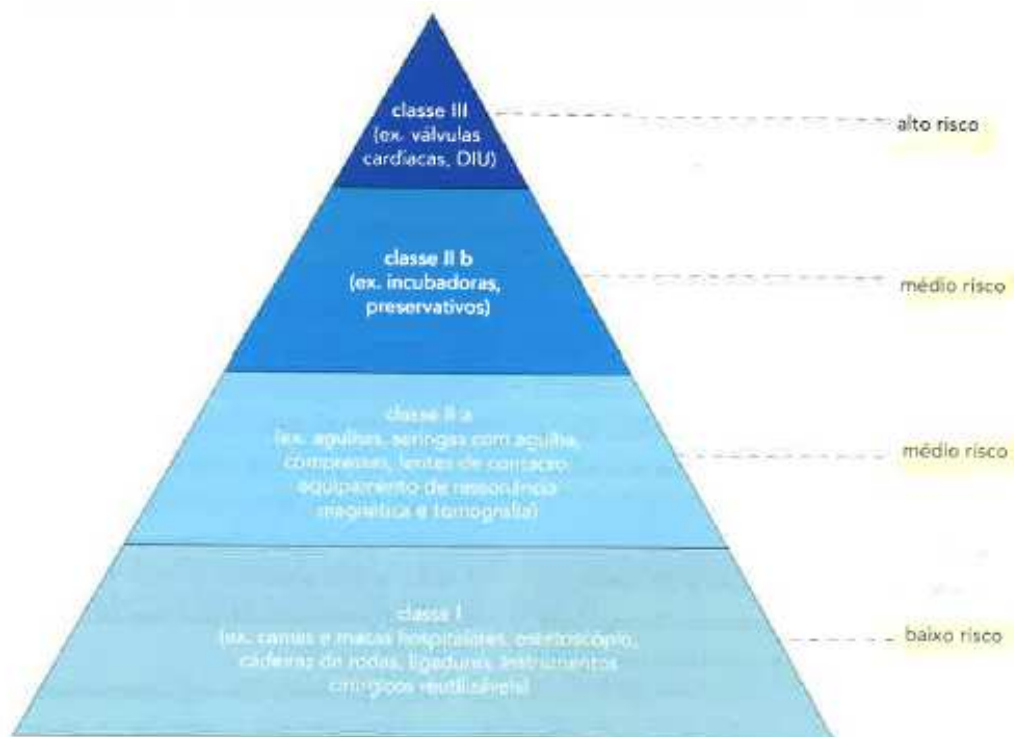 classe III
(ex. válvulas
cardíacas, DIU)
alto risco
classe II b
(ex. incubadoras,
preservativos)
médio risco
classe II a
(ex. agulhas, seringas com agulha,
compressas, lentes de contacto,
equipamento de ressonância
magnética e tomografia)
médio risco
classe I
(ex. camas e macas hospitalares, estetoscópio,
cadeiras de rodas, ligaduras, instrumentos
cirúrgicos reutilizáveis)
baixo risco